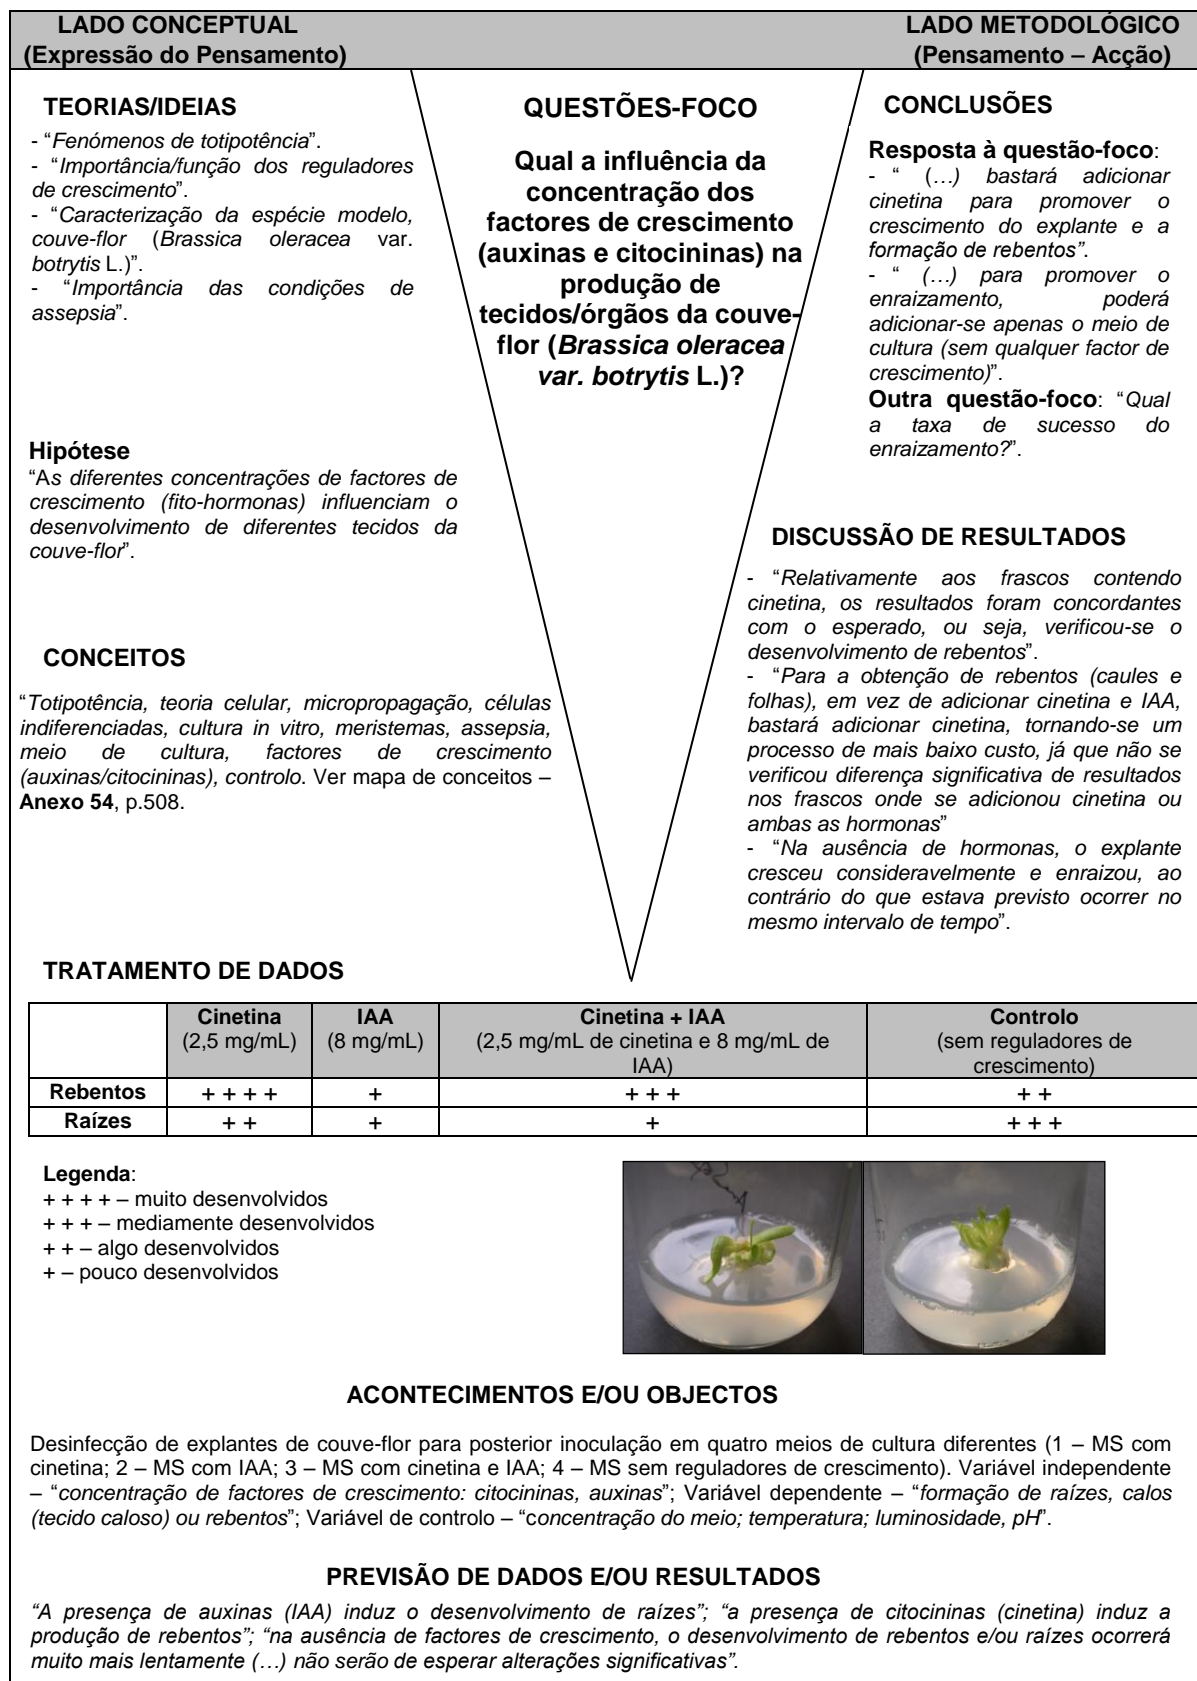 LADO CONCEPTUAL
(Expressão do Pensamento)
LADO METODOLÓGICO
(Pensamento – Acção)
TEORIAS/IDEIAS
- “Fenómenos de totipotência”.
- “Importância/função dos reguladores
de crescimento”.
- “Caracterização da espécie modelo,
couve-flor (Brassica oleracea var.
botrytis L.)”.
- “Importância das condições de
assepsia”.
Hipótese
“As diferentes concentrações de factores de
crescimento (fito-hormonas) influenciam o
desenvolvimento de diferentes tecidos da
couve-flor”.
CONCEITOS
“Totipotência, teoria celular, micropropagação, células
indiferenciadas, cultura in vitro, meristemas, assepsia,
meio de cultura, factores de crescimento
(auxinas/citocininas), controlo. Ver mapa de conceitos –
Anexo 54, p.508.
QUESTÕES-FOCO
Qual a influência da
concentração dos
factores de crescimento
(auxinas e citocininas) na
produção de
tecidos/órgãos da couve-
flor (Brassica oleracea
var. botrytis L.)?
CONCLUSÕES
Resposta à questão-foco:
- “ (…) bastará adicionar
cinetina para promover o
crescimento do explante e a
formação de rebentos”.
- “ (…) para promover o
enraizamento, poderá
adicionar-se apenas o meio de
cultura (sem qualquer factor de
crescimento)”.
Outra questão-foco: “Qual
a taxa de sucesso do
enraizamento?”.
DISCUSSÃO DE RESULTADOS
- “Relativamente aos frascos contendo
cinetina, os resultados foram concordantes
com o esperado, ou seja, verificou-se o
desenvolvimento de rebentos”.
- “Para a obtenção de rebentos (caules e
folhas), em vez de adicionar cinetina e IAA,
bastará adicionar cinetina, tornando-se um
processo de mais baixo custo, já que não se
verificou diferença significativa de resultados
nos frascos onde se adicionou cinetina ou
ambas as hormonas”
- “Na ausência de hormonas, o explante
cresceu consideravelmente e enraizou, ao
contrário do que estava previsto ocorrer no
mesmo intervalo de tempo”.
TRATAMENTO DE DADOS
Cinetina
(2,5 mg/mL)
IAA
(8 mg/mL)
Cinetina + IAA
(2,5 mg/mL de cinetina e 8 mg/mL de
IAA)
Controlo
(sem reguladores de
crescimento)
Rebentos + + + + + + + + + +
Raízes + + + + + + +
Legenda:
+ + + + – muito desenvolvidos
+ + + – mediamente desenvolvidos
+ + – algo desenvolvidos
+ – pouco desenvolvidos
ACONTECIMENTOS E/OU OBJECTOS
Desinfecção de explantes de couve-flor para posterior inoculação em quatro meios de cultura diferentes (1 – MS com
cinetina; 2 – MS com IAA; 3 – MS com cinetina e IAA; 4 – MS sem reguladores de crescimento). Variável independente
– “concentração de factores de crescimento: citocininas, auxinas”; Variável dependente – “formação de raízes, calos
(tecido caloso) ou rebentos”; Variável de controlo – “concentração do meio; temperatura; luminosidade, pH”.
PREVISÃO DE DADOS E/OU RESULTADOS
“A presença de auxinas (IAA) induz o desenvolvimento de raízes”; “a presença de citocininas (cinetina) induz a
produção de rebentos”; “na ausência de factores de crescimento, o desenvolvimento de rebentos e/ou raízes ocorrerá
muito mais lentamente (…) não serão de esperar alterações significativas”.